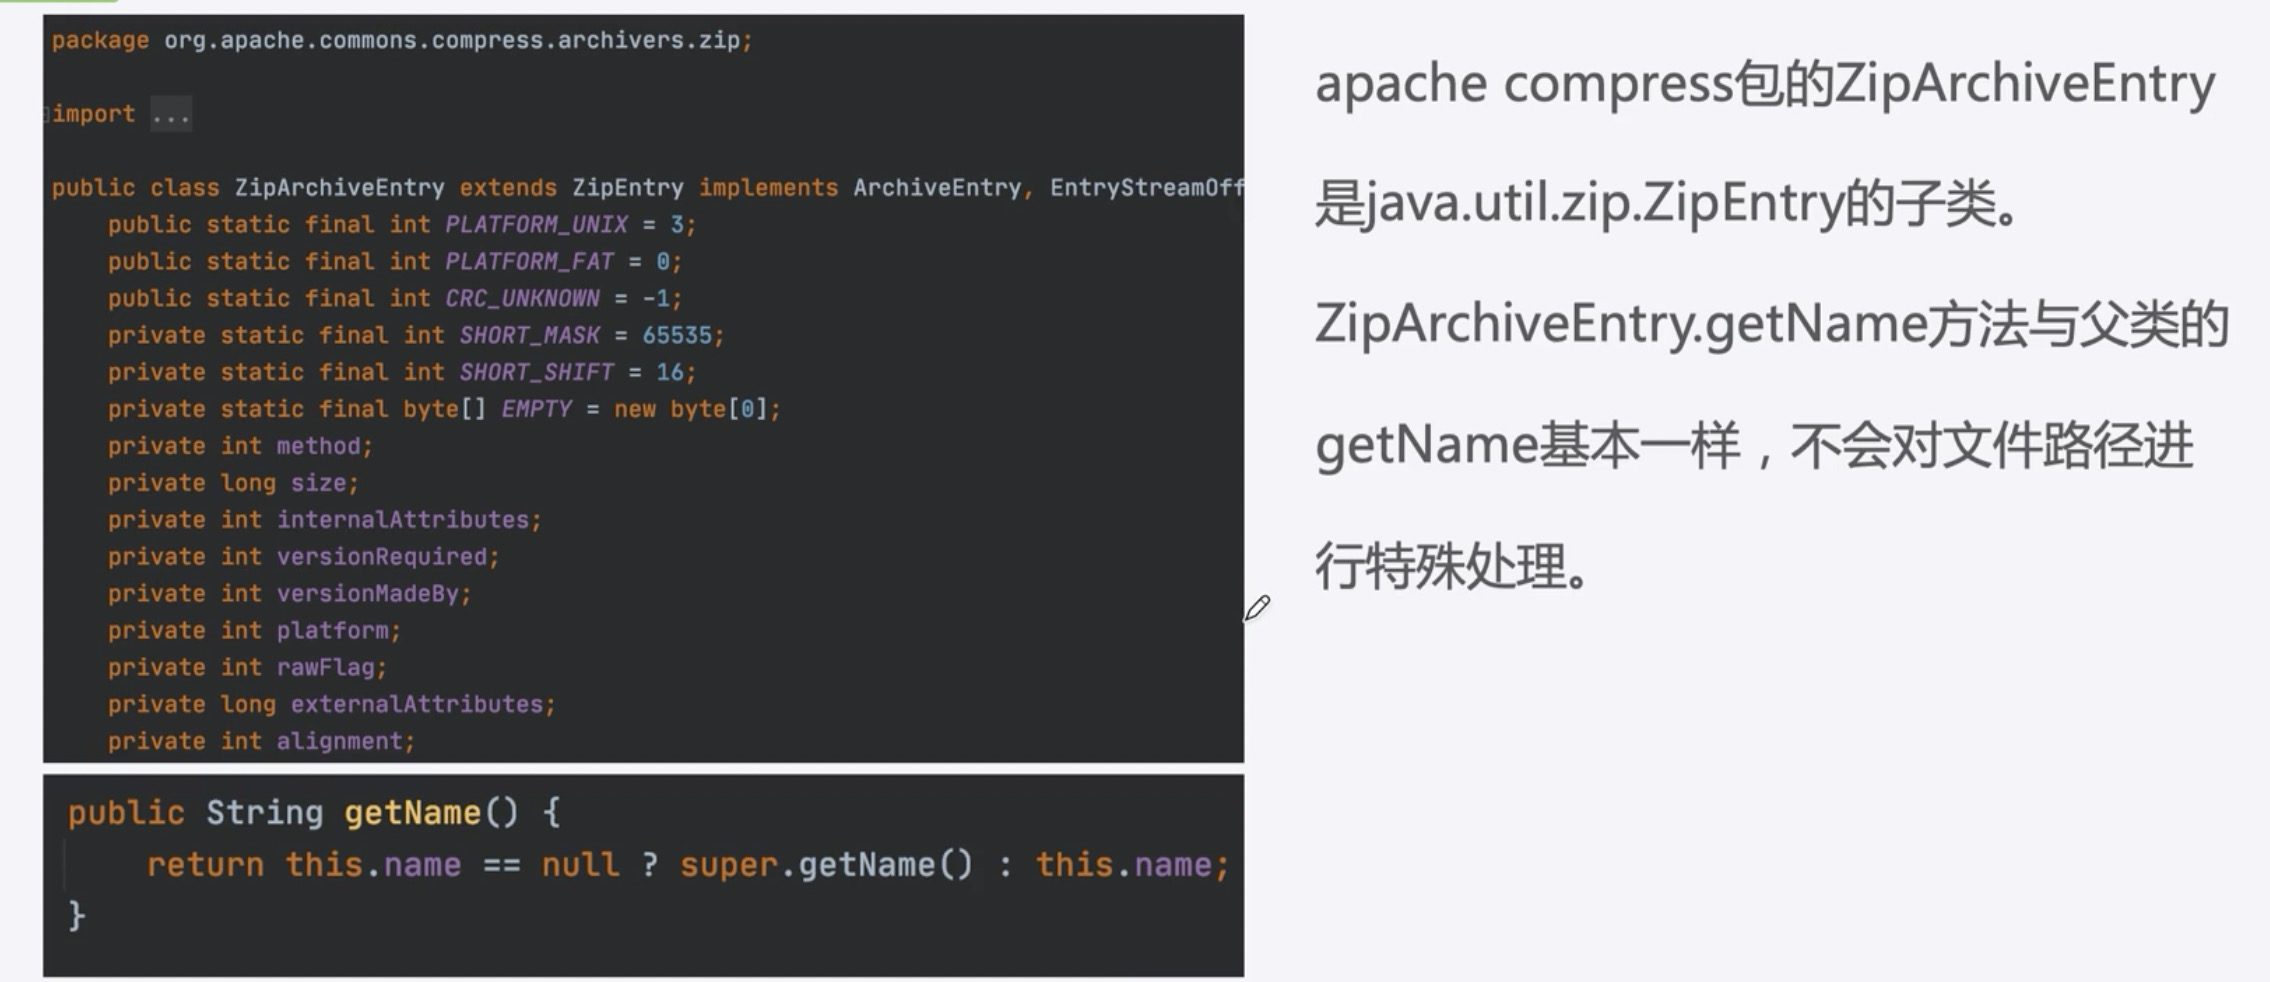 package org.apache.commons.compress.archivers.zip;
import ...
public class ZipArchiveEntry extends ZipEntry implements ArchiveEntry, EntryStreamOff
public static final int PLATFORM_UNIX = 3;
public static final int PLATFORM_FAT = 0;
public static final int CRC_UNKNOWN = -1;
private static final int SHORT_MASK = 65535;
private static final int SHORT_SHIFT = 16;
private static final byte[] EMPTY = new byte[0];
private int method;
private long size;
private int internalAttributes;
private int versionRequired;
private int versionMadeBy;
private int platform;
private int rawFlag;
private long externalAttributes;
private int alignment;
public String getName() {
return this.name == null ? super.getName() : this.name;
}
apache compress包的ZipArchiveEntry
是java.util.zip.ZipEntry的子类。
ZipArchiveEntry.getName方法与父类的
getName基本一样，不会对文件路径进
行特殊处理。